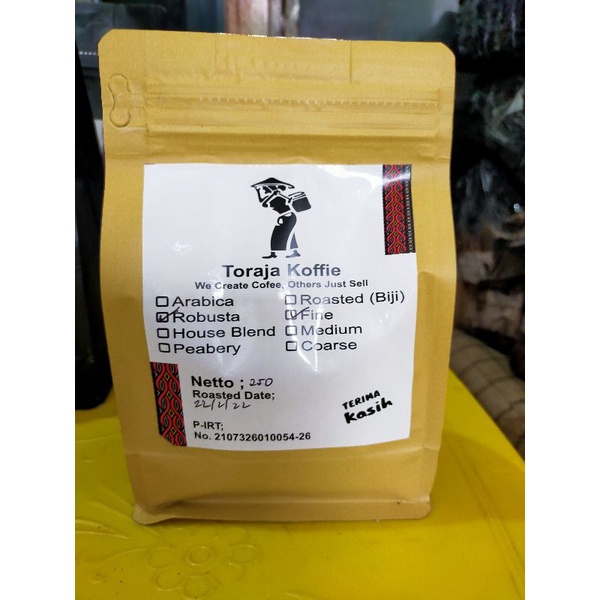 Toraja Koffie
We Create Cofee, Others Just Sell
Arabica
Robusta
House Blend
Peabery
Roasted (Biji)
Fine
Medium
Coarse
Netto ; 250
Roasted Date;
22/2/22
P-IRT;
No. 2107326010054-26
TERIMA
Kasih